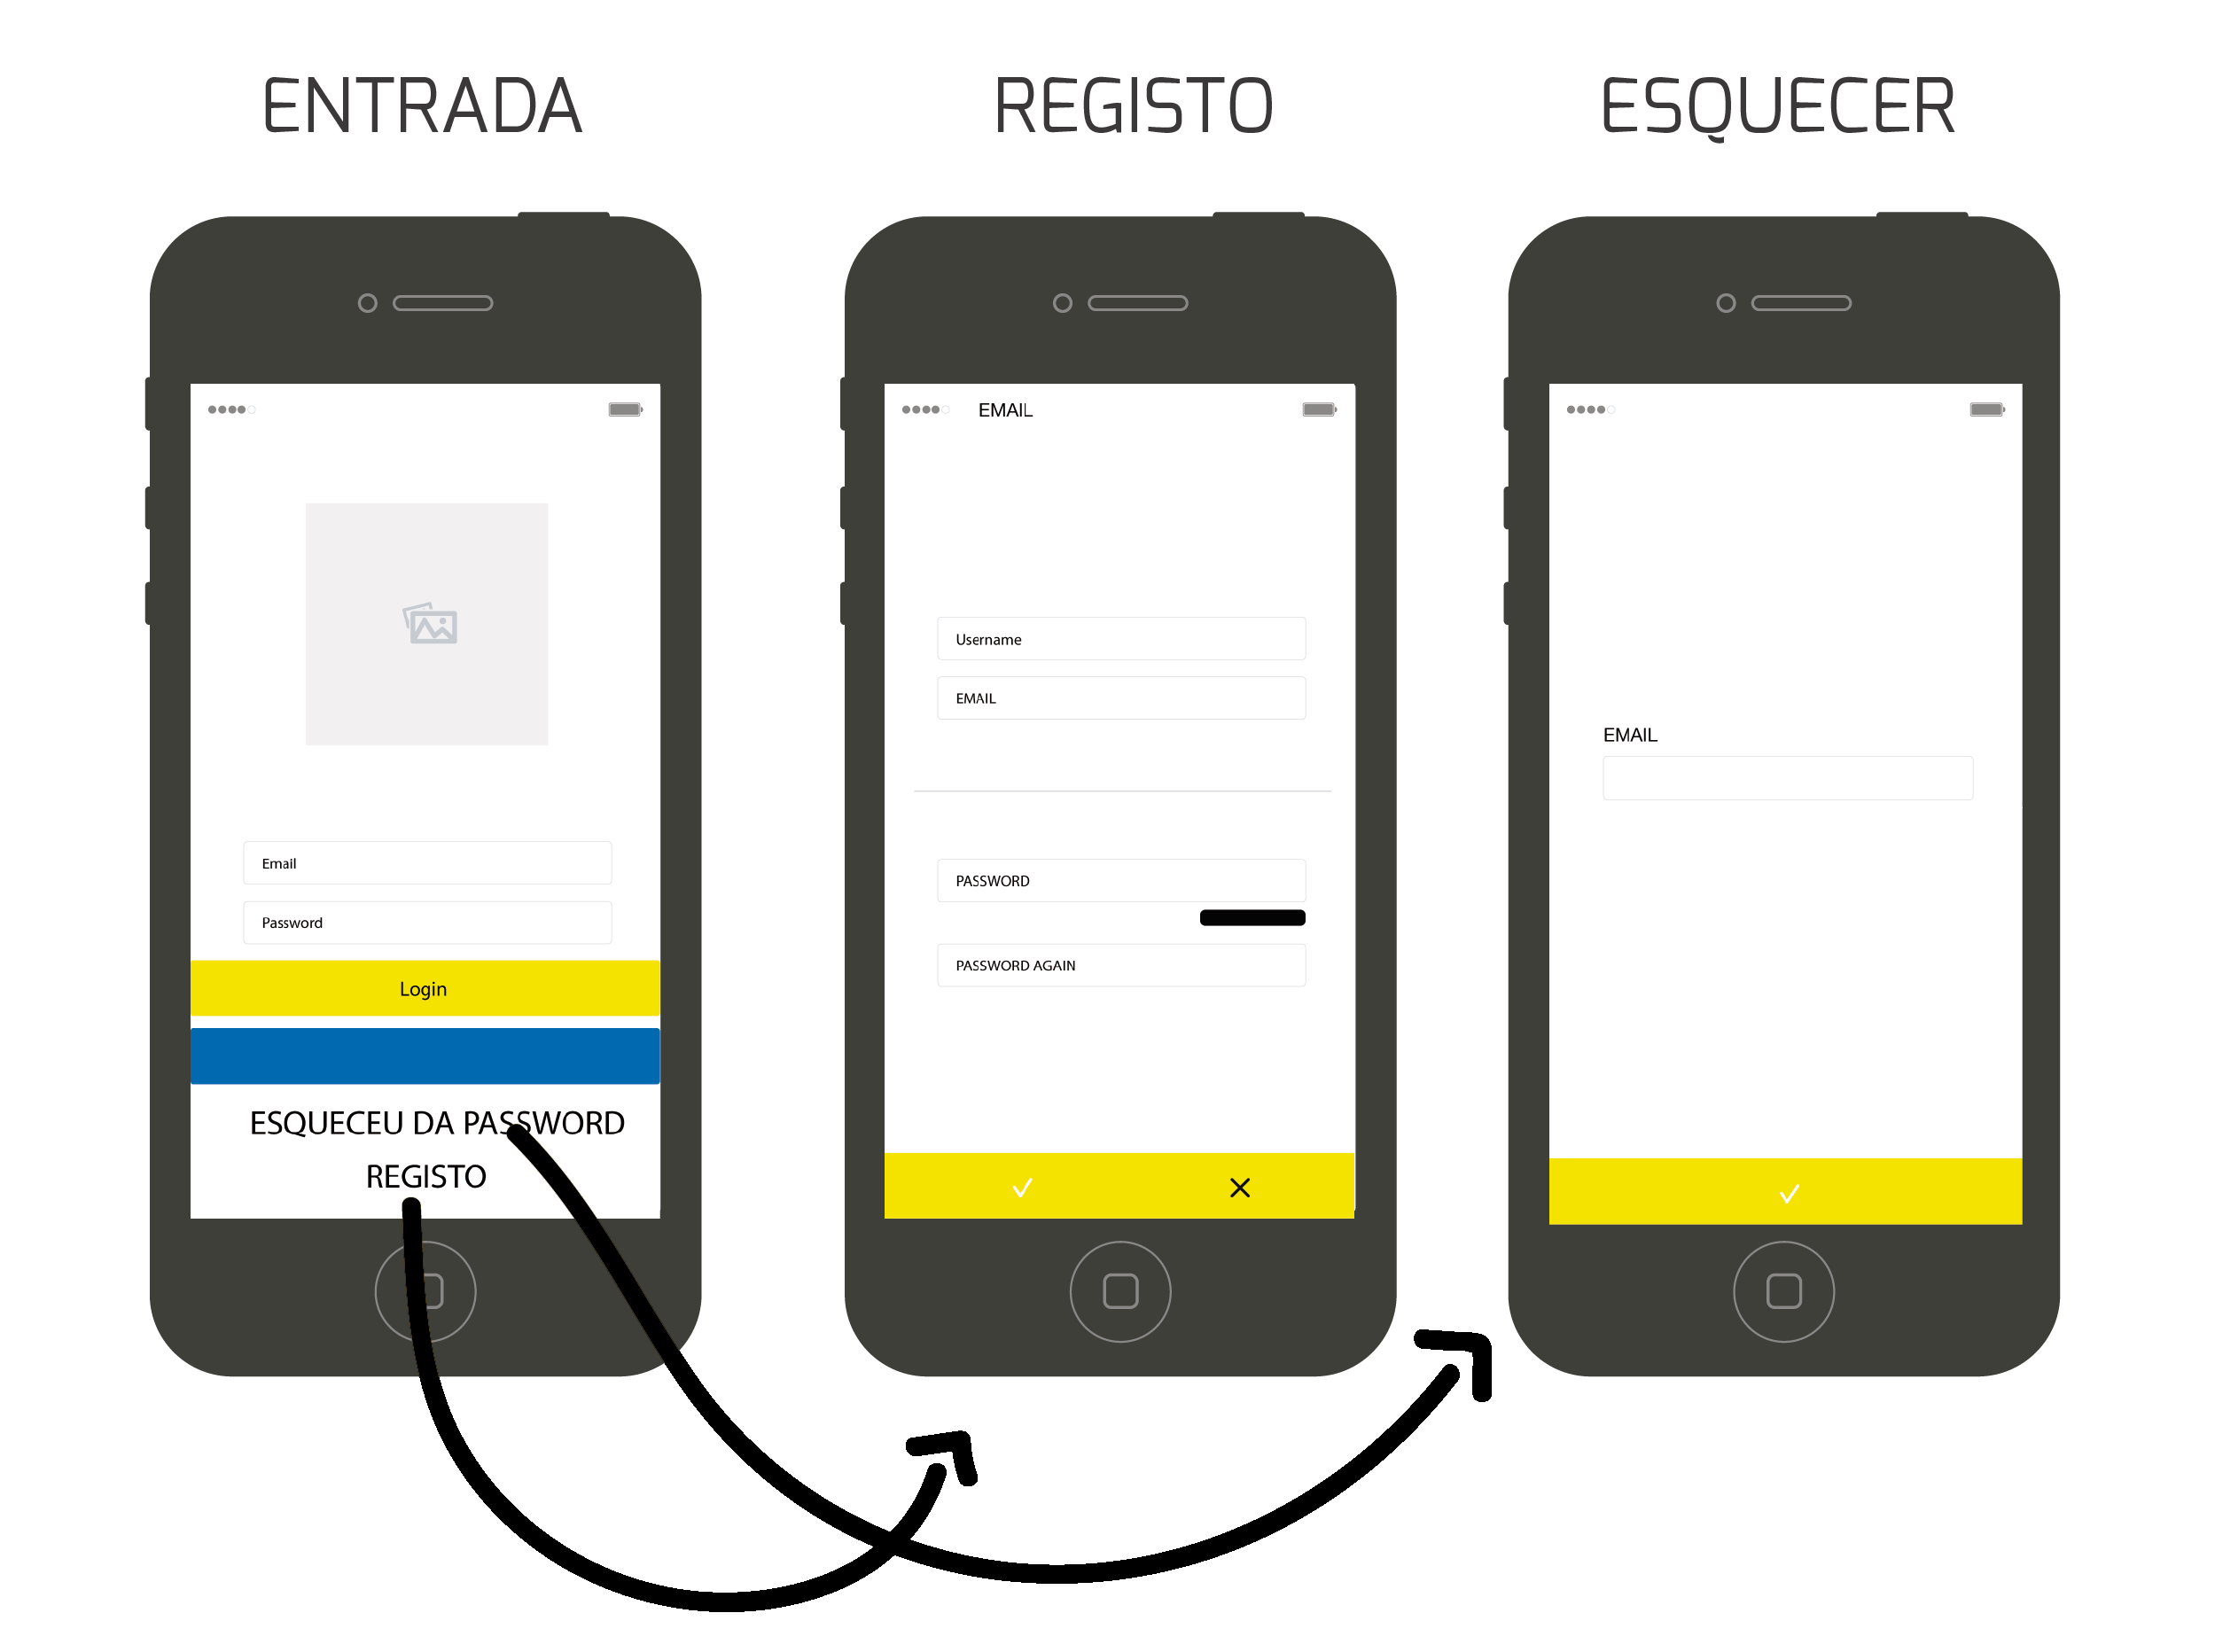 ENTRADA
REGISTO
ESQUECER
Email
Password
Login
ESQUECEU DA PASSWORD
REGISTO
EMAIL
Username
EMAIL
PASSWORD
PASSWORD AGAIN
EMAIL